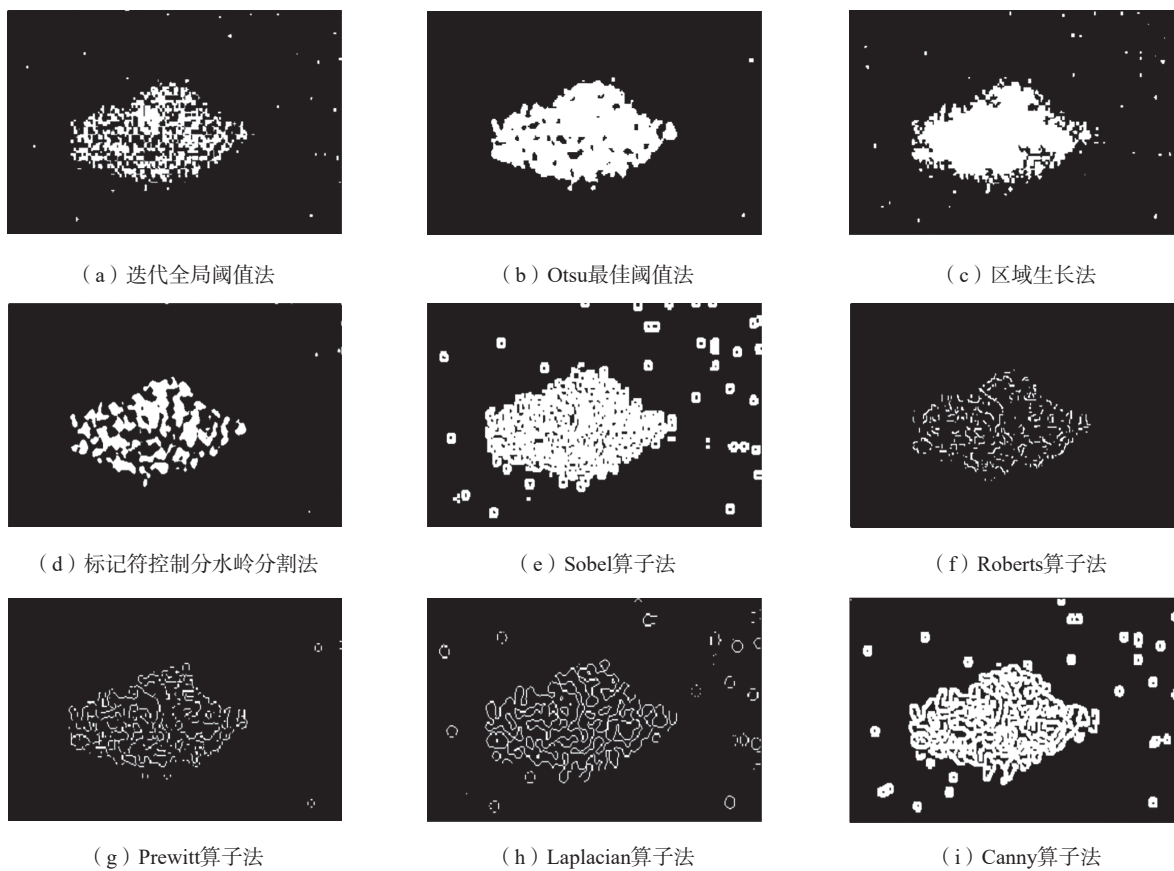 （a）迭代全局阈值法
（b）Otsu最佳阈值法
（c）区域生长法
（d）标记符控制分水岭分割法
（e）Sobel算子法
（f）Roberts算子法
（g）Prewitt算子法
（h）Laplacian算子法
（i）Canny算子法